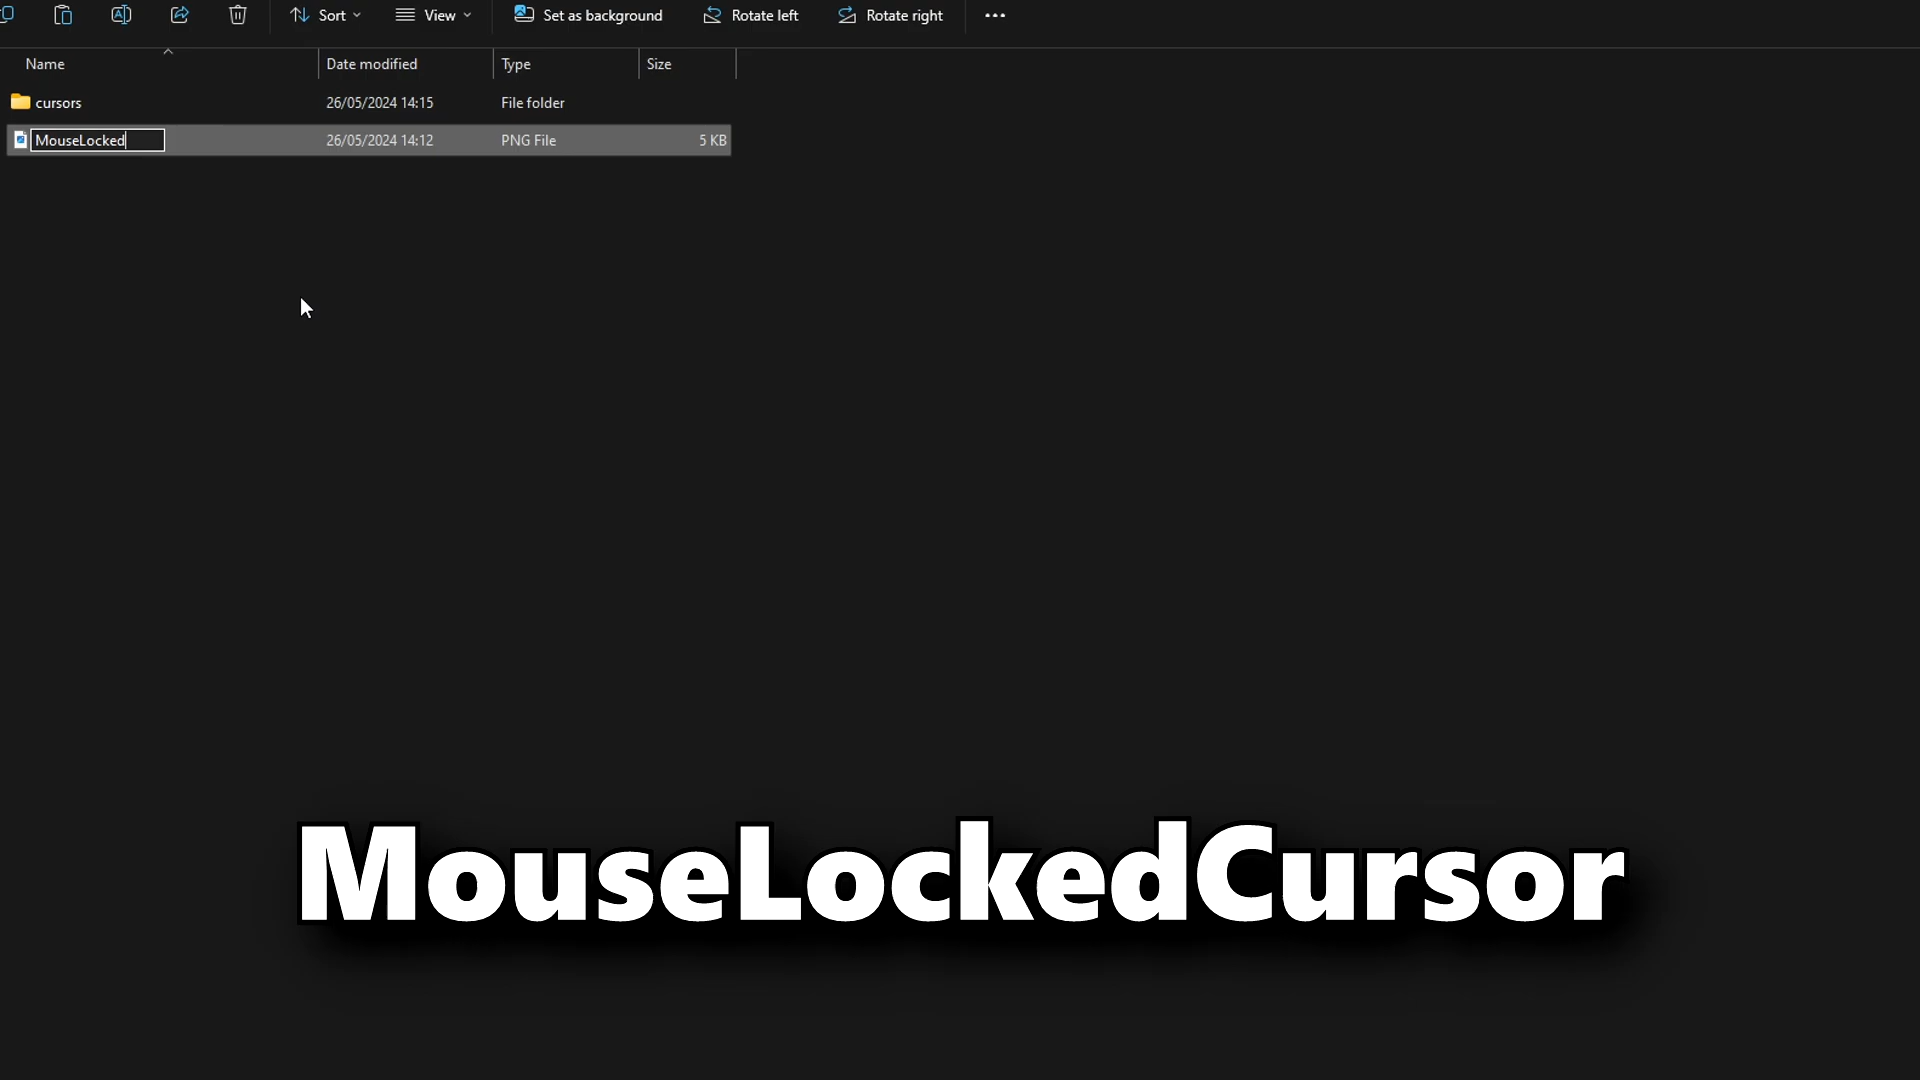 Sort View Set as background Rotate left Rotate right
Name Date modified Type Size
cursors 26/05/2024 14:15 File folder
MouseLocked 26/05/2024 14:12 PNG File 5 KB
MouseLockedCursor